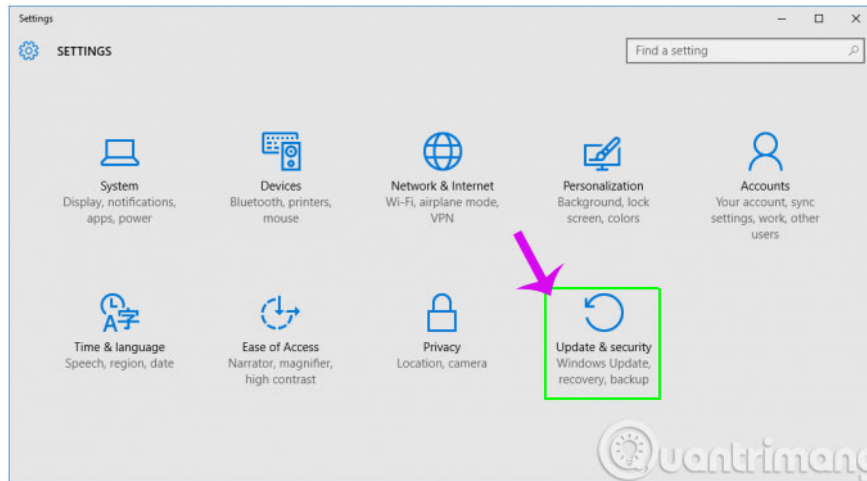 Settings
SETTINGS
Find a setting
System
Display, notifications,
apps, power
Devices
Bluetooth, printers,
mouse
Network & Internet
Wi-Fi, airplane mode,
VPN
Personalization
Background, lock
screen, colors
Accounts
Your account, sync
settings, work, other
users
A字
Time & language
Speech, region, date
Ease of Access
Narrator, magnifier,
high contrast
Privacy
Location, camera
Update & security
Windows Update,
recovery, backup
Quantrimang